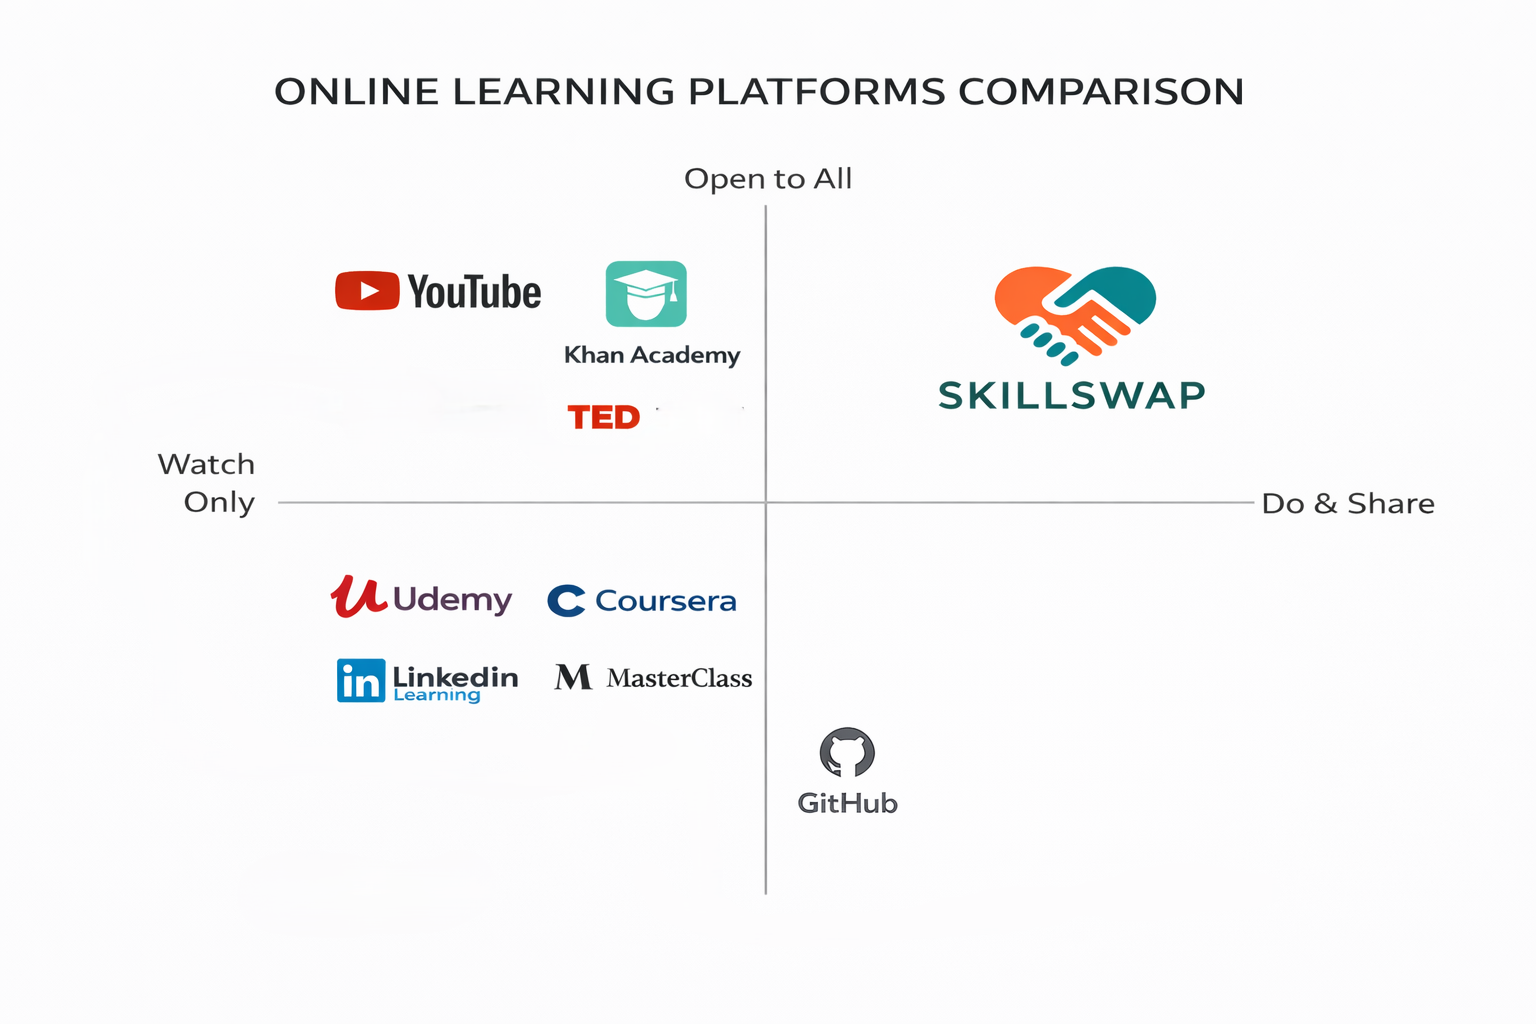 ONLINE LEARNING PLATFORMS COMPARISON
Open to All
YouTube
Khan Academy
TED
SKILLSWAP
Watch
Only
Do & Share
Udemy
Coursera
in Linkedin
Learning
M MasterClass
GitHub